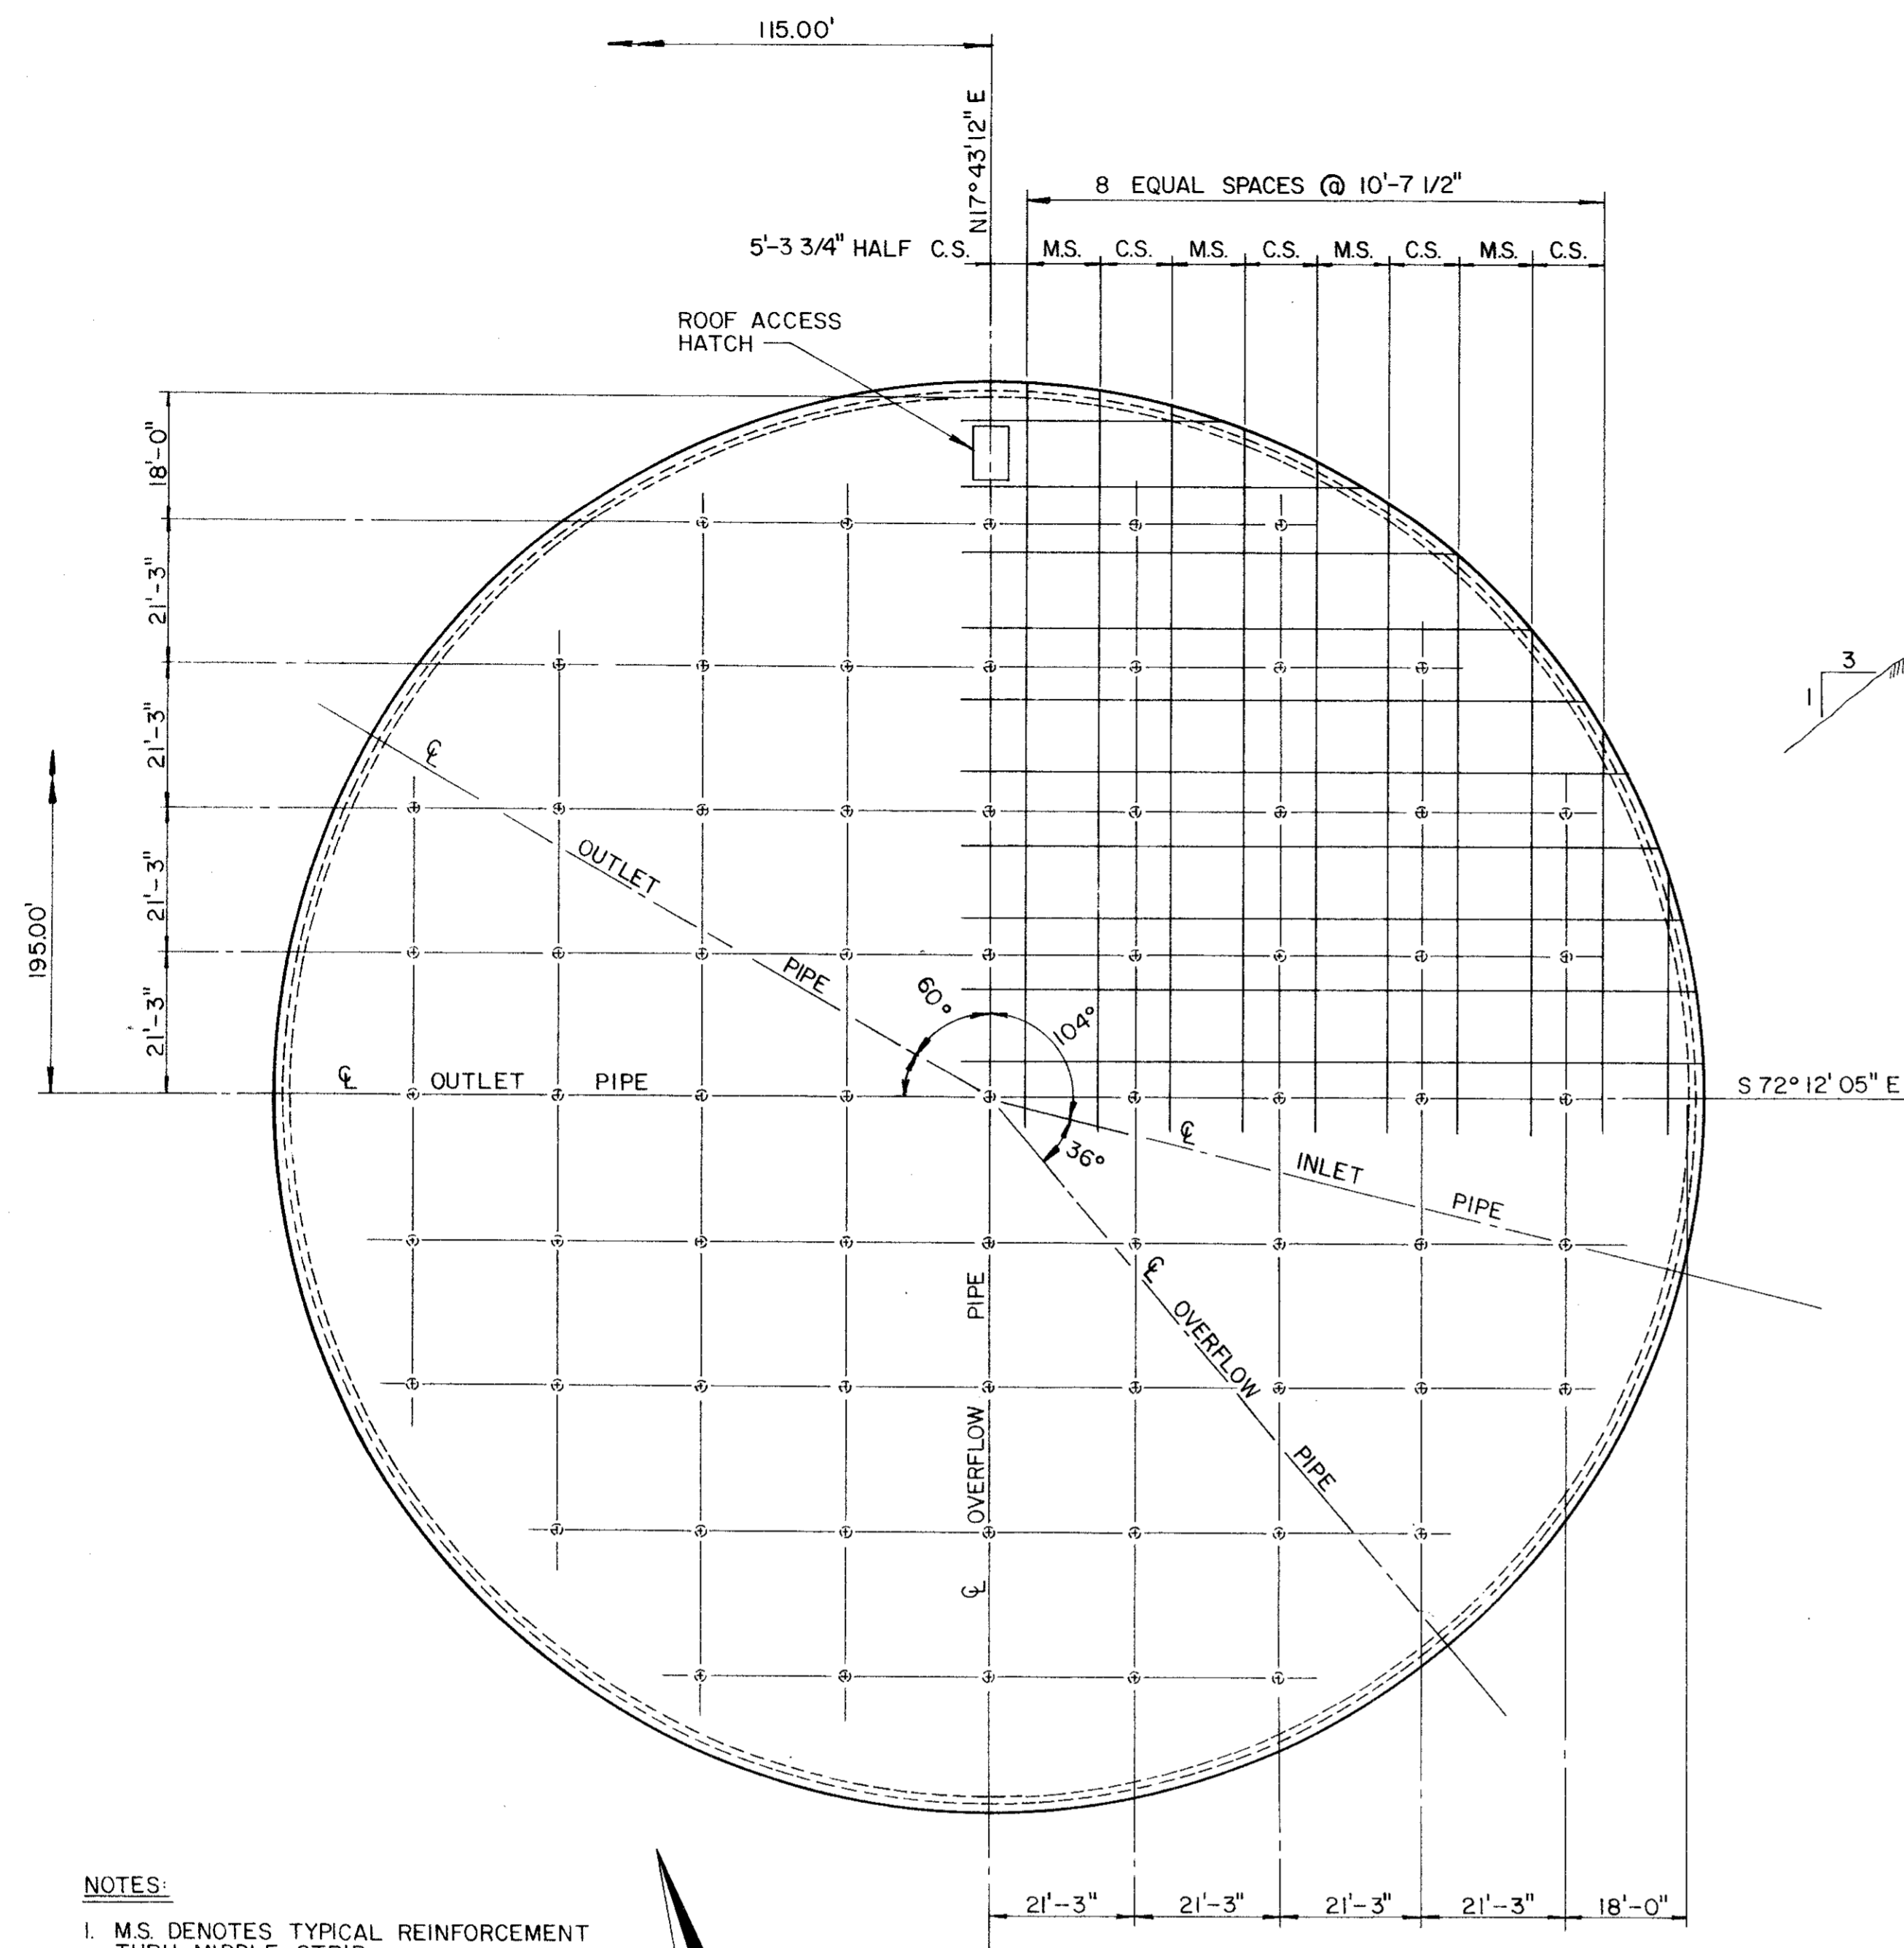 115.00'
N17°43'12" E
8 EQUAL SPACES @ 10'-7 1/2"
5'-3 3/4" HALF C.S.
M.S. C.S. M.S. C.S. M.S. C.S. M.S. C.S.
ROOF ACCESS
HATCH
18'-0"
21'-3"
21'-3"
21'-3"
21'-3"
195.00'
3
1
℄
OUTLET PIPE
60°
104°
36°
℄ OUTLET PIPE
S 72° 12' 05" E
℄
INLET PIPE
℄
OVERFLOW PIPE
℄ OVERFLOW PIPE
21'-3" 21'-3" 21'-3" 21'-3" 18'-0"
NOTES:
1. M.S. DENOTES TYPICAL REINFORCEMENT
THRU MIDDLE STRIP